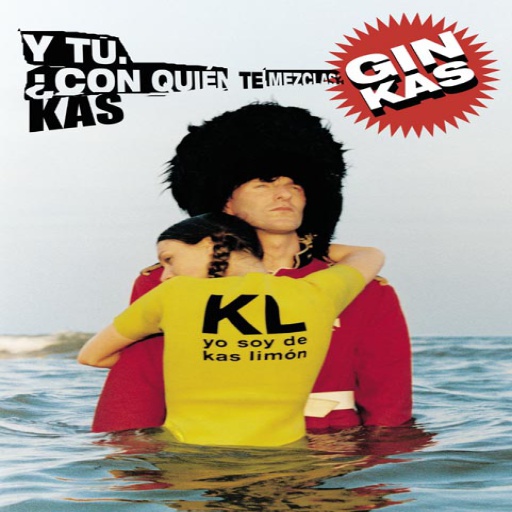 Y TÚ.
¿CON QUIÉN TE MEZCLAS?
KAS
GIN
KAS
KL
yo soy de
kas limón